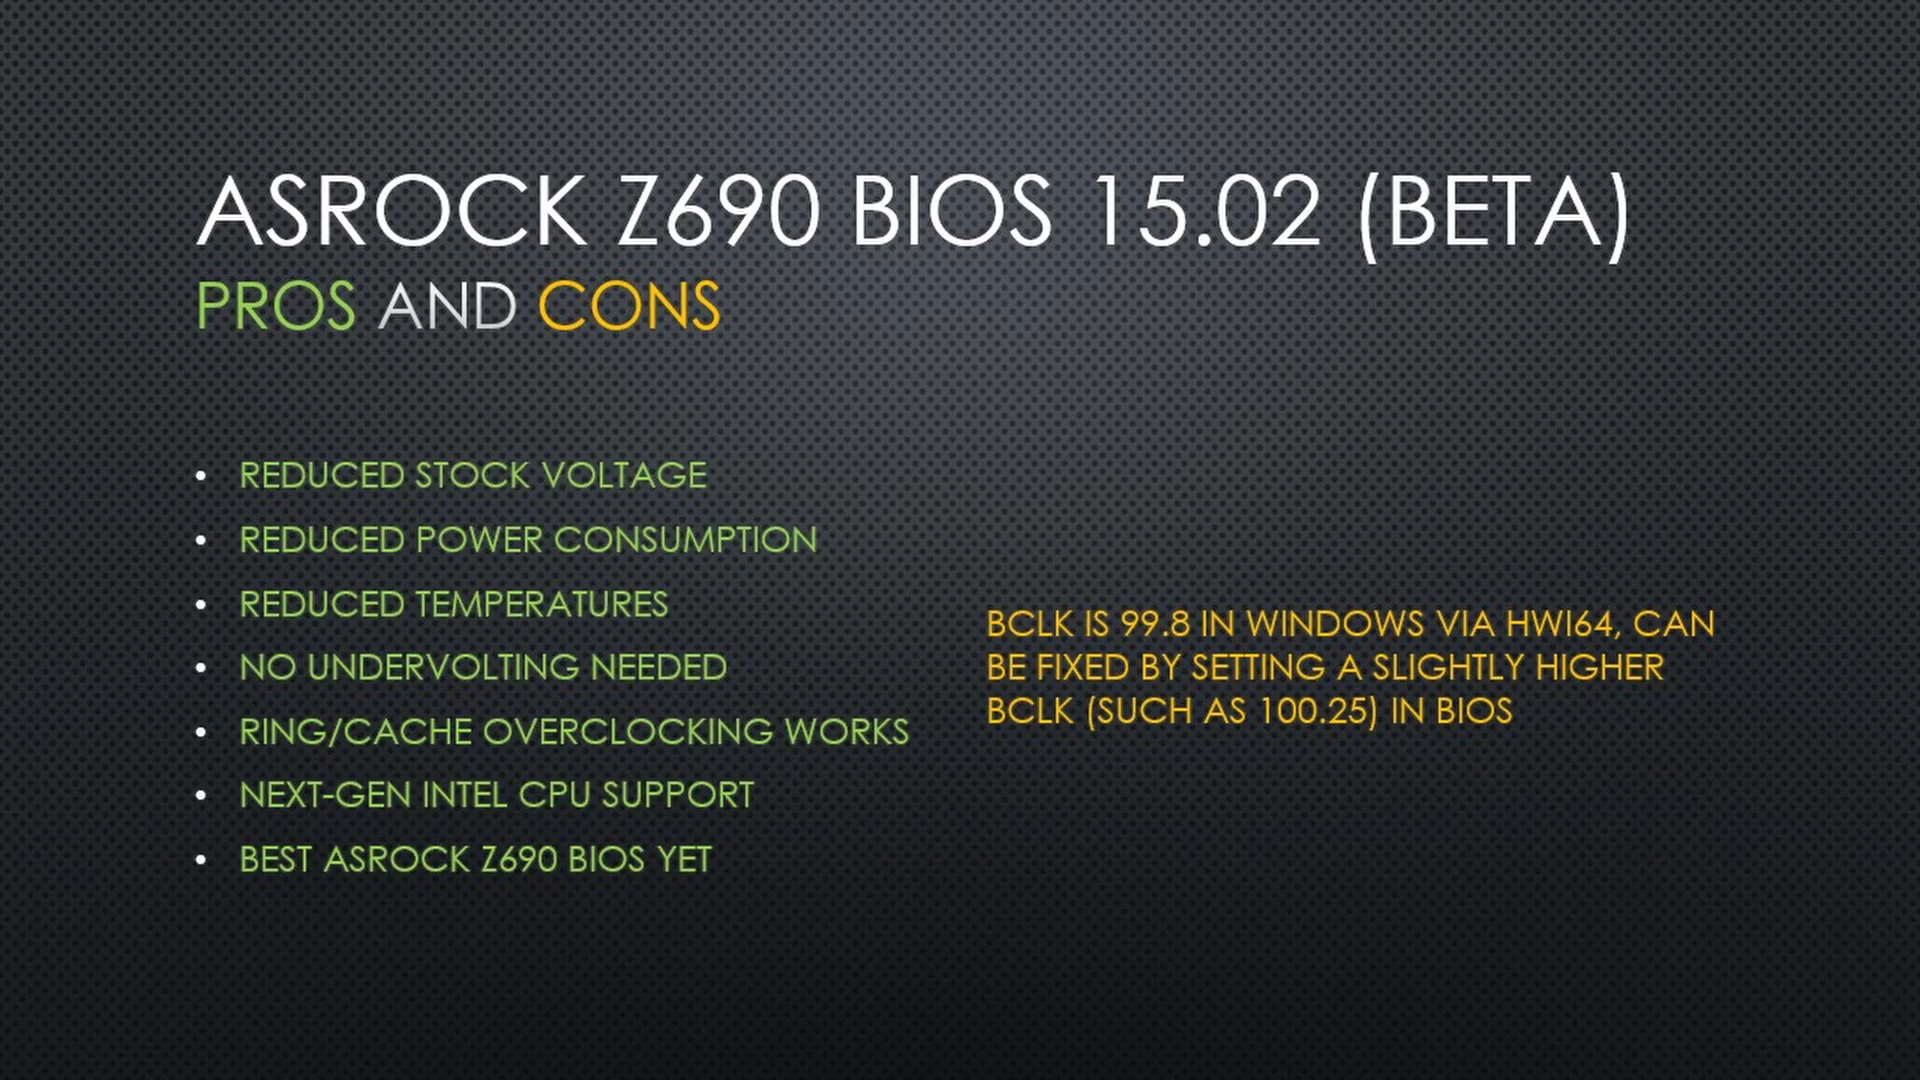 ASROCK Z690 BIOS 15.02 (BETA)
PROS AND CONS
• REDUCED STOCK VOLTAGE
• REDUCED POWER CONSUMPTION
• REDUCED TEMPERATURES
• NO UNDERVOLTING NEEDED
• RING/CACHE OVERCLOCKING WORKS
• NEXT-GEN INTEL CPU SUPPORT
• BEST ASROCK Z690 BIOS YET
BCLK IS 99.8 IN WINDOWS VIA HWI64, CAN
BE FIXED BY SETTING A SLIGHTLY HIGHER
BCLK (SUCH AS 100.25) IN BIOS